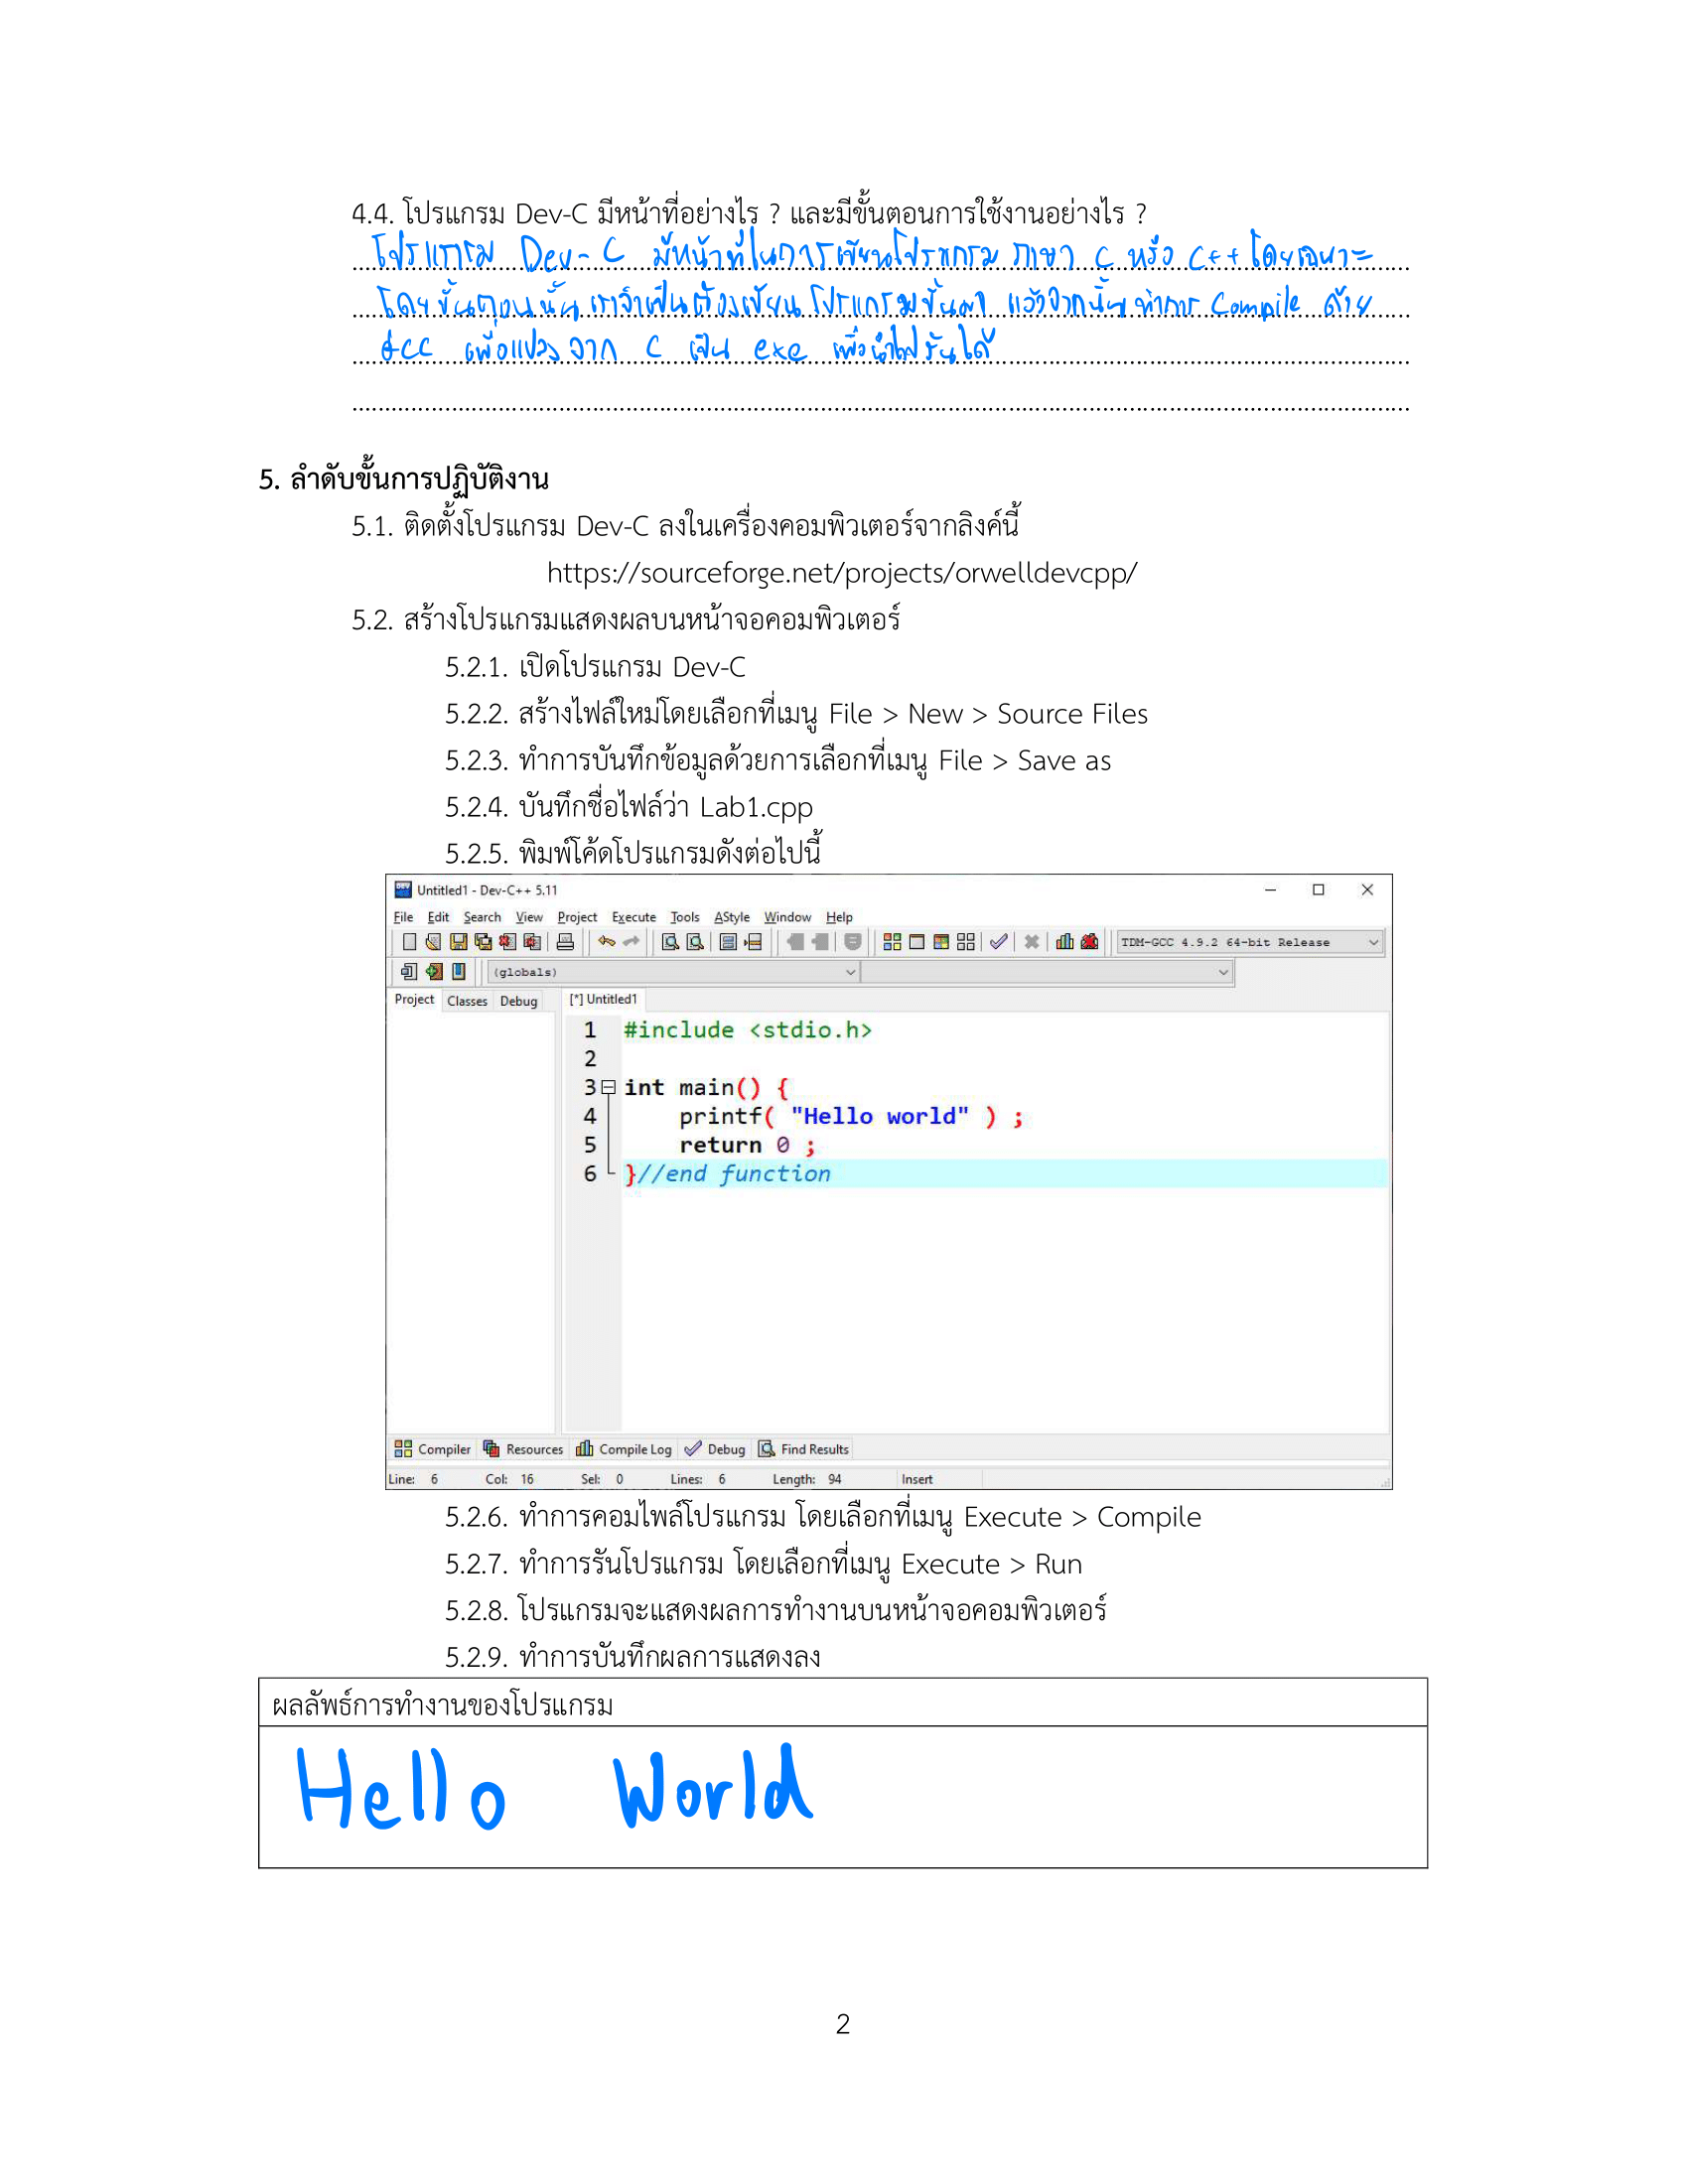 4.4. โปรแกรม Dev-C มีหน้าที่อย่างไร ? และมีขั้นตอนการใช้งานอย่างไร ?
โปรแกรม Dev-C มีหน้าที่ในการเขียนโปรแกรม ภาษา C หรือ C++ โดยเฉพาะ
โดยขั้นตอนนั้น เราจำเป็นต้องเขียน โปรแกรมขึ้นมา แล้วจากนั้น ทำการ Compile ด้วย
GCC เพื่อแปลง จาก C เป็น exe เพื่อนำไปรันได้
5. ลำดับขั้นการปฏิบัติงาน
5.1. ติดตั้งโปรแกรม Dev-C ลงในเครื่องคอมพิวเตอร์จากลิงค์นี้
https://sourceforge.net/projects/orwelldevcpp/
5.2. สร้างโปรแกรมแสดงผลบนหน้าจอคอมพิวเตอร์
5.2.1. เปิดโปรแกรม Dev-C
5.2.2. สร้างไฟล์ใหม่โดยเลือกที่เมนู File > New > Source Files
5.2.3. ทำการบันทึกข้อมูลด้วยการเลือกที่เมนู File > Save as
5.2.4. บันทึกชื่อไฟล์ว่า Lab1.cpp
5.2.5. พิมพ์โค้ดโปรแกรมดังต่อไปนี้
Untitled1 - Dev-C++ 5.11
File Edit Search View Project Execute Tools AStyle Window Help
TDM-GCC 4.9.2 64-bit Release
(globals)
Project Classes Debug [*] Untitled1
1 #include <stdio.h>
2
3 int main() {
4 printf( "Hello world" ) ;
5 return 0 ;
6 }//end function
Compiler Resources Compile Log Debug Find Results
Line: 6 Col: 16 Sel: 0 Lines: 6 Length: 94 Insert
5.2.6. ทำการคอมไพล์โปรแกรม โดยเลือกที่เมนู Execute > Compile
5.2.7. ทำการรันโปรแกรม โดยเลือกที่เมนู Execute > Run
5.2.8. โปรแกรมจะแสดงผลการทำงานบนหน้าจอคอมพิวเตอร์
5.2.9. ทำการบันทึกผลการแสดงลง
ผลลัพธ์การทำงานของโปรแกรม
Hello World
2